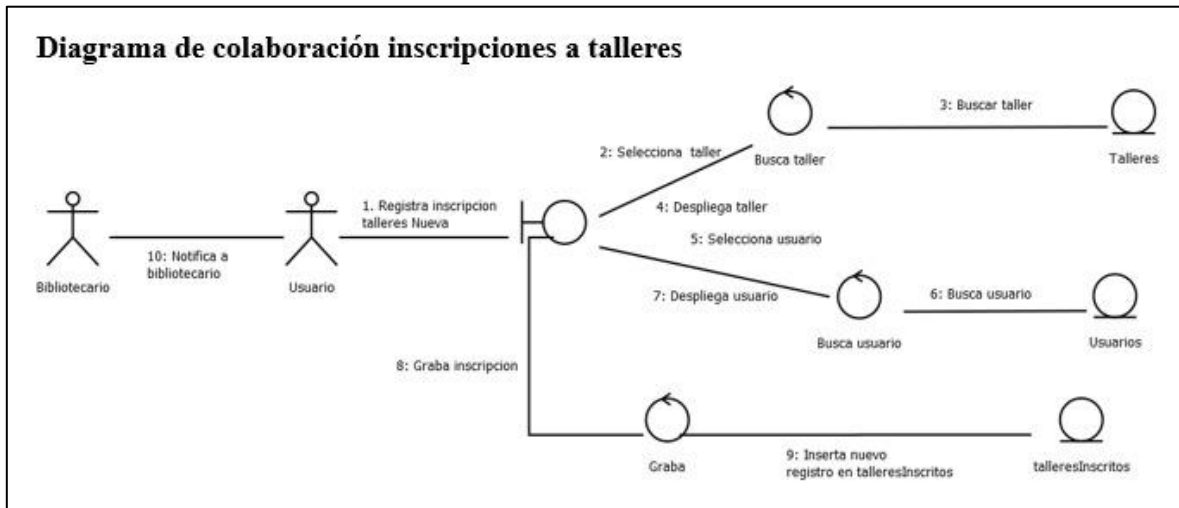 Diagrama de colaboración inscripciones a talleres
3: Buscar taller
2: Selecciona taller
Busca taller
Talleres
1. Registra inscripcion
talleres Nueva
4: Despliega taller
5: Selecciona usuario
10: Notifica a
bibliotecario
Bibliotecario
Usuario
7: Despliega usuario
6: Busca usuario
Busca usuario
Usuarios
8: Graba inscripcion
Graba
9: Inserta nuevo
registro en talleresInscritos
talleresInscritos